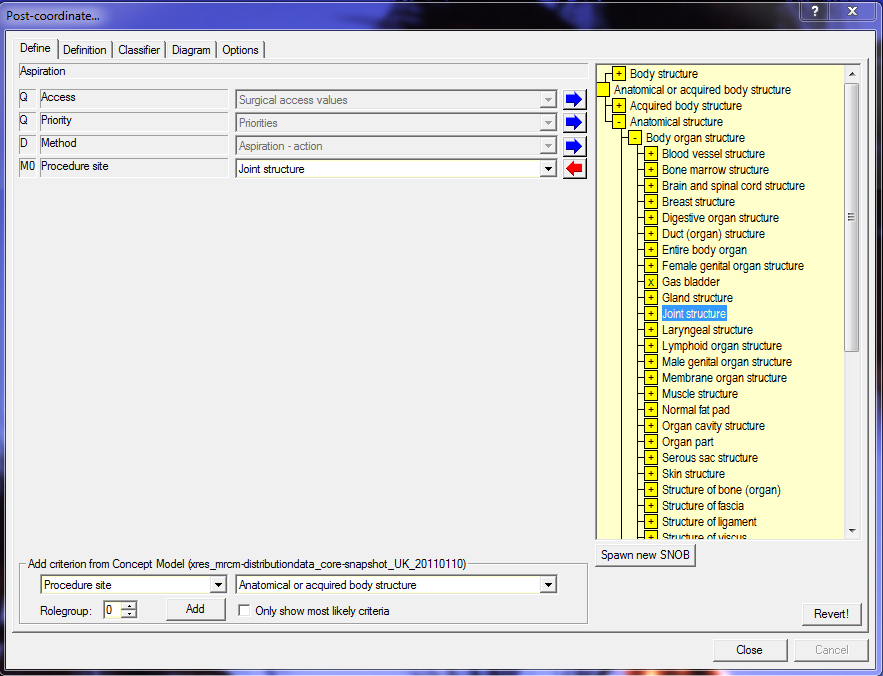 Post-coordinate...
?
X
Define
Definition
Classifier
Diagram
Options
Aspiration
Q Access Surgical access values
Q Priority Priorities
D Method Aspiration - action
M0 Procedure site Joint structure
+ Body structure
Anatomical or acquired body structure
+ Acquired body structure
- Anatomical structure
- Body organ structure
+ Blood vessel structure
+ Bone marrow structure
+ Brain and spinal cord structure
+ Breast structure
+ Digestive organ structure
+ Duct (organ) structure
+ Entire body organ
+ Female genital organ structure
X Gas bladder
+ Gland structure
+ Joint structure
+ Laryngeal structure
+ Lymphoid organ structure
+ Male genital organ structure
+ Membrane organ structure
+ Muscle structure
+ Normal fat pad
+ Organ cavity structure
+ Organ part
+ Serous sac structure
+ Skin structure
+ Structure of bone (organ)
+ Structure of fascia
+ Structure of ligament
+ Structure of viscus
Spawn new SNOB
Add criterion from Concept Model (xres_mrcm-distributiondata_core-snapshot_UK_20110110)
Procedure site Anatomical or acquired body structure
Rolegroup: 0 Add Only show most likely criteria
Revert!
Close Cancel